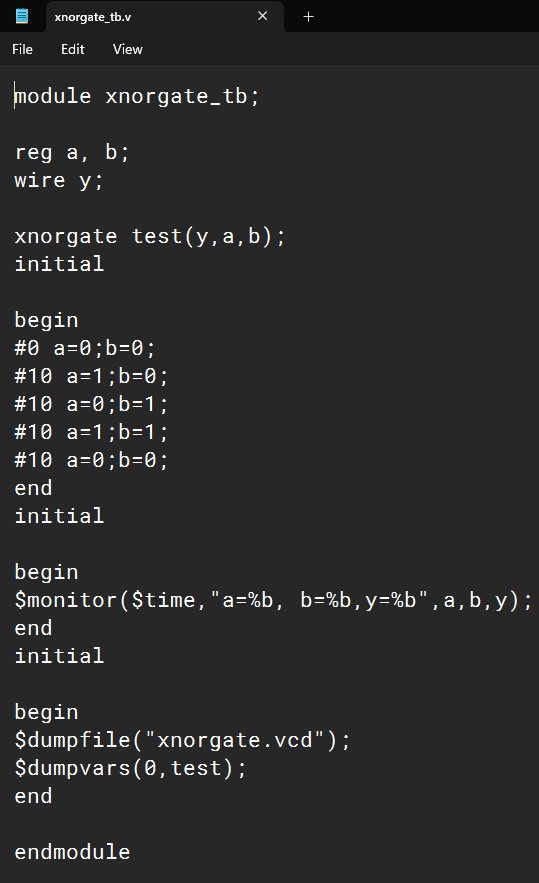 xnorgate_tb.v
File Edit View
module xnorgate_tb;
reg a, b;
wire y;
xnorgate test(y,a,b);
initial
begin
#0 a=0;b=0;
#10 a=1;b=0;
#10 a=0;b=1;
#10 a=1;b=1;
#10 a=0;b=0;
end
initial
begin
$monitor($time,"a=%b, b=%b,y=%b",a,b,y);
end
initial
begin
$dumpfile("xnorgate.vcd");
$dumpvars(0,test);
end
endmodule